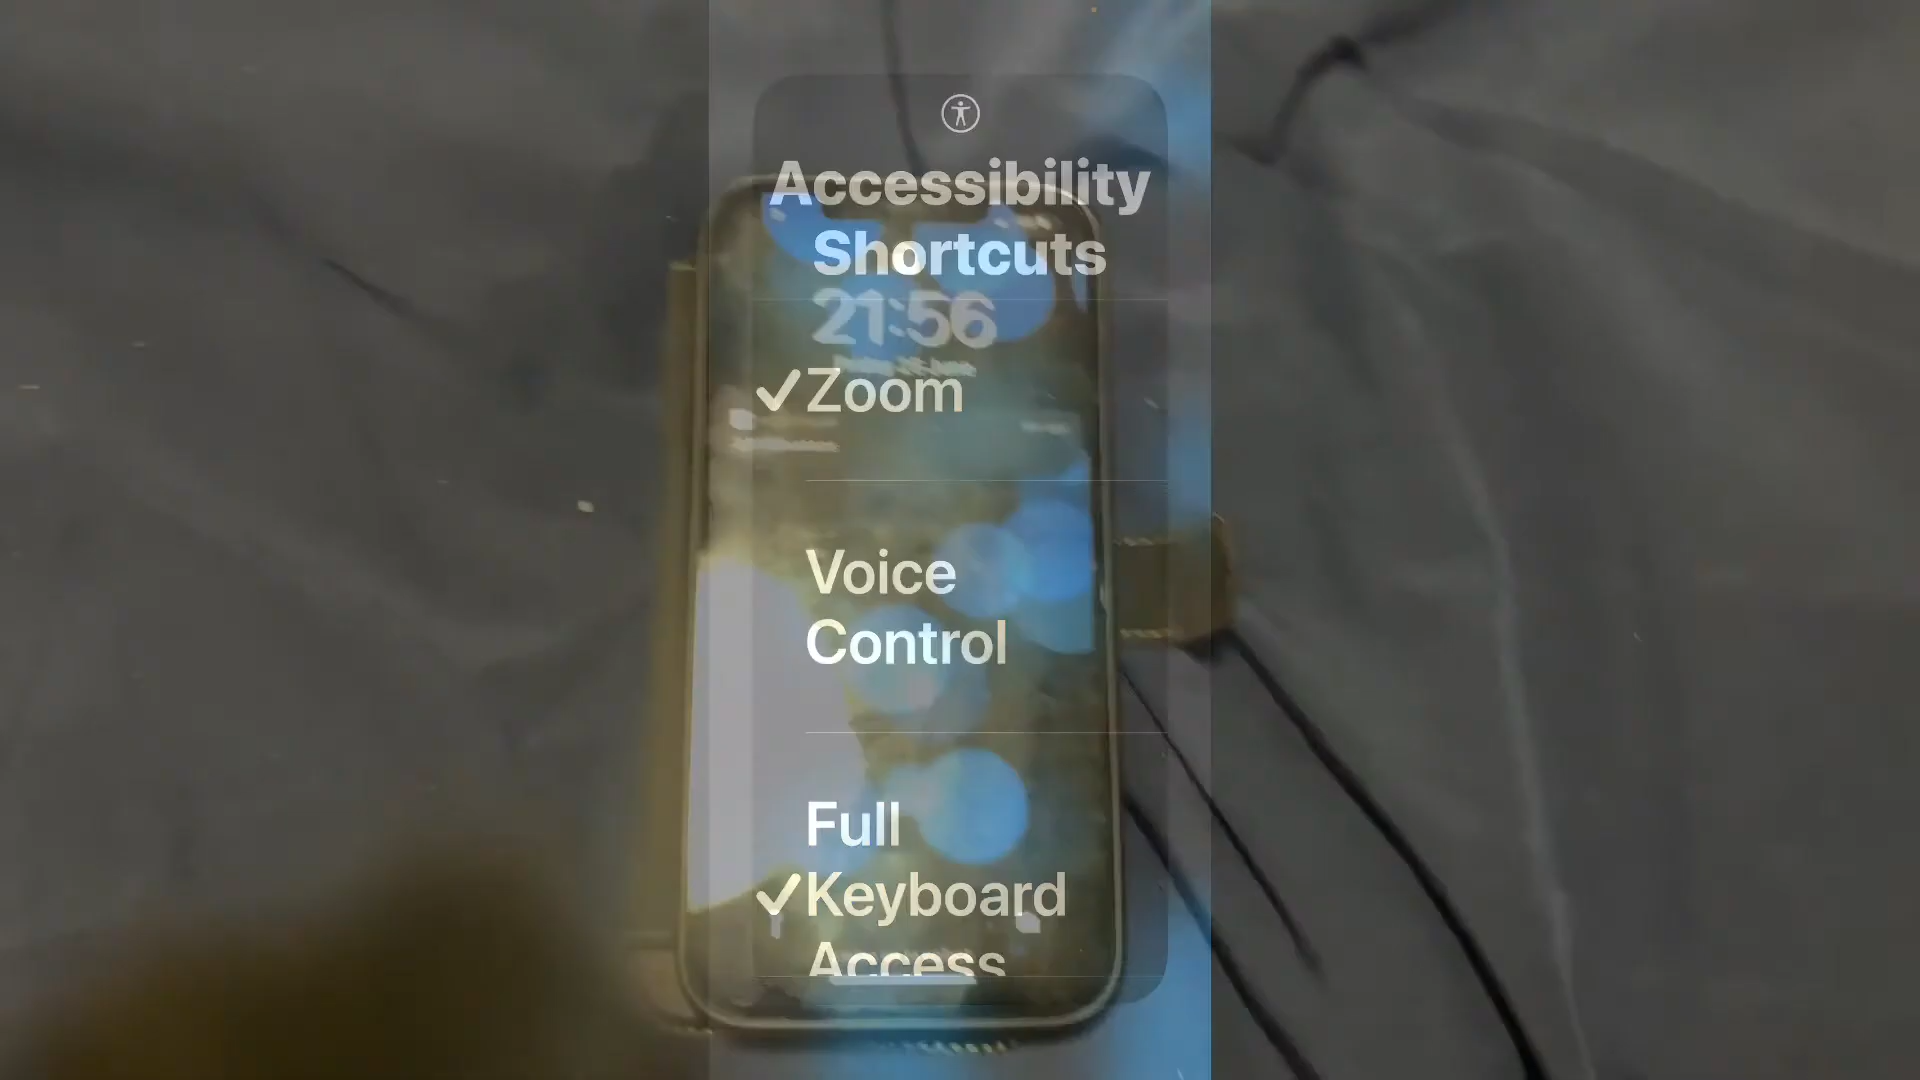 Accessibility
Shortcuts
21:56
✓Zoom
Voice
Control
Full
✓Keyboard
Access